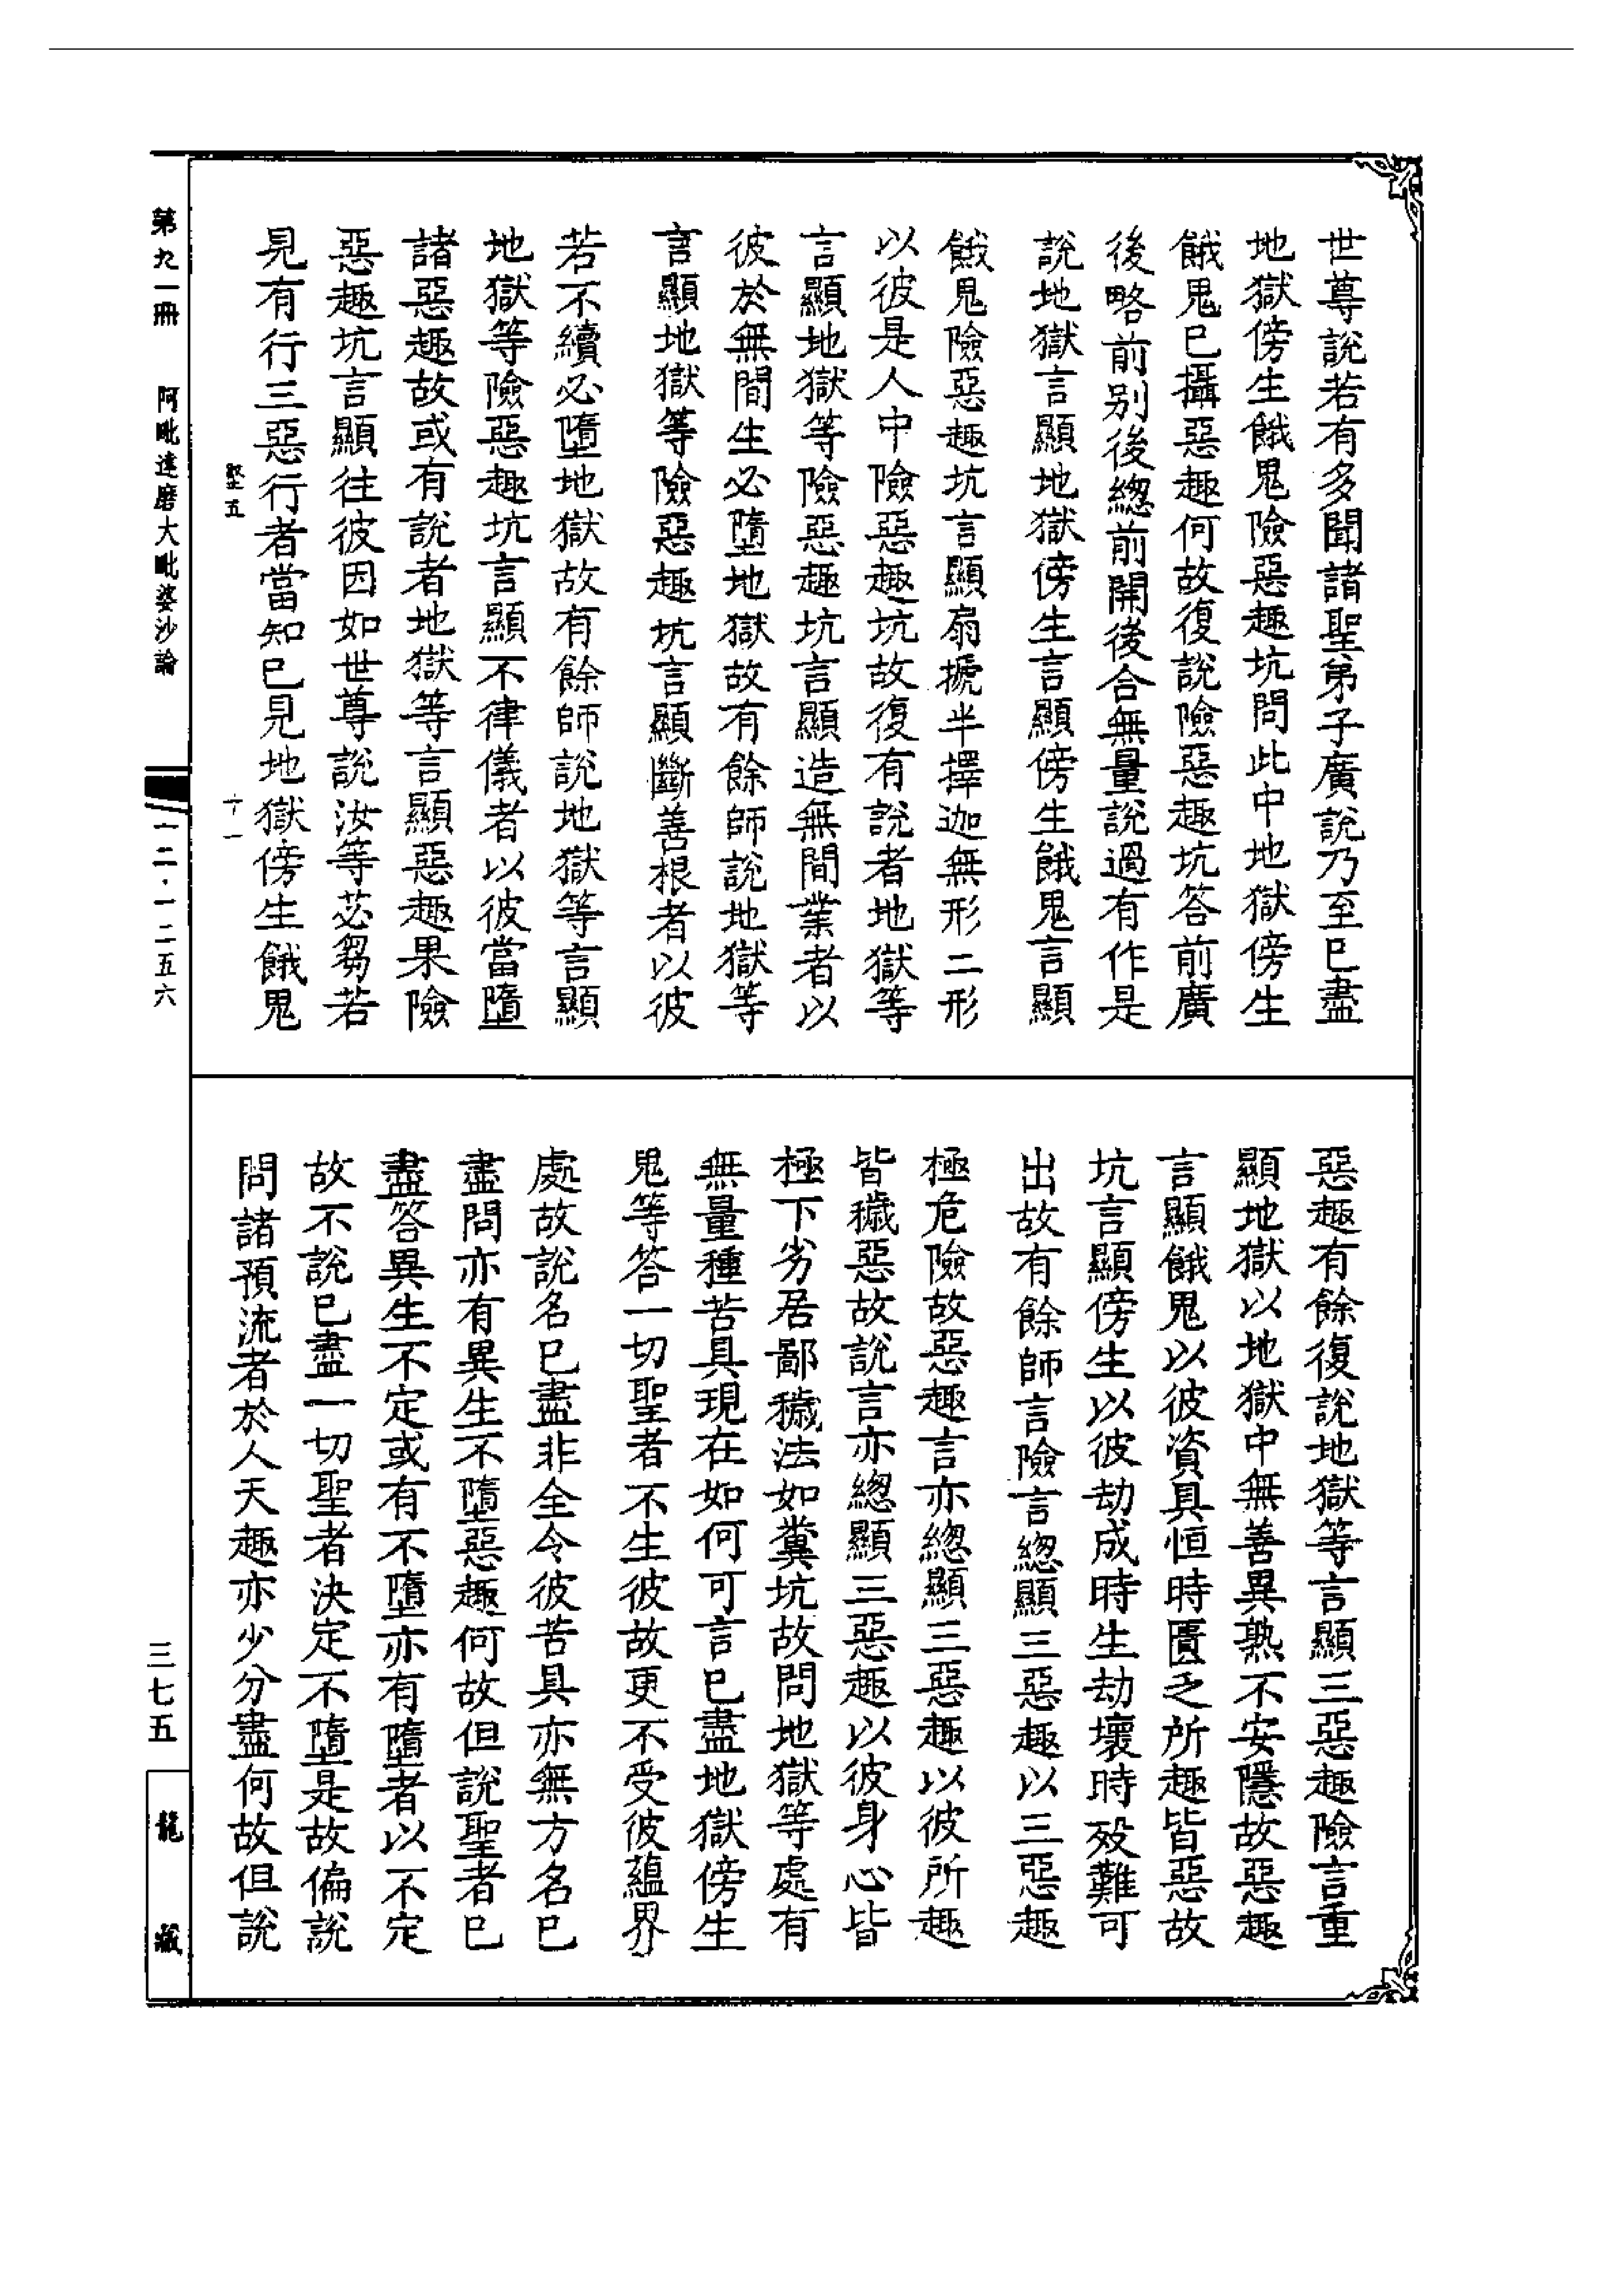 世尊說若有多聞諸聖弟子廣說乃至巳盡
地獄傍生餓鬼險惡趣坑問此中地獄傍生
餓鬼巳攝惡趣何故復說險惡趣坑答前廣
後略前別後總前開後合無量說過有作是
說地獄言顯地獄傍生言顯傍生餓鬼言顯
餓鬼險惡趣坑言顯扇搋半擇迦無形二形
以彼是人中險惡趣坑故復有說者地獄等
言顯地獄等險惡趣坑言顯造無間業者以
彼於無間生必墮地獄故有餘師說地獄等
言顯地獄等險惡趣坑言顯斷善根者以彼
若不續必墮地獄故有餘師說地獄等言顯
地獄等險惡趣坑言顯不律儀者以彼當墮
諸惡趣故或有說者地獄等言顯惡趣果險
惡趣坑言顯往彼因如世尊說汝等苾芻若
見有行三惡行者當知巳見地獄傍生餓鬼
惡趣有餘復說地獄等言顯三惡趣險言重
顯地獄以地獄中無善異熟不安隱故惡趣
言顯餓鬼以彼資具恒時匱乏所趣皆惡故
坑言顯傍生以彼劫成時生劫壞時歿難可
出故有餘師言險言總顯三惡趣以三惡趣
極危險故惡趣言亦總顯三惡趣以彼所趣
皆穢惡故說言亦總顯三惡趣以彼身心皆
極下劣居鄙穢法如糞坑故問地獄等處有
無量種苦具現在如何可言巳盡地獄傍生
鬼等答一切聖者不生彼故更不受彼蘊界
處故說名巳盡非全令彼苦具亦無方名巳
盡問亦有異生不墮惡趣何故但說聖者巳
盡答異生不定或有不墮亦有墮者以不定
故不說巳盡一切聖者決定不墮是故偏說
問諸預流者於人天趣亦少分盡何故但說
第九一冊
阿毗達磨大毗婆沙論
一二·一二五六
三七五
龍藏
堅五
十一